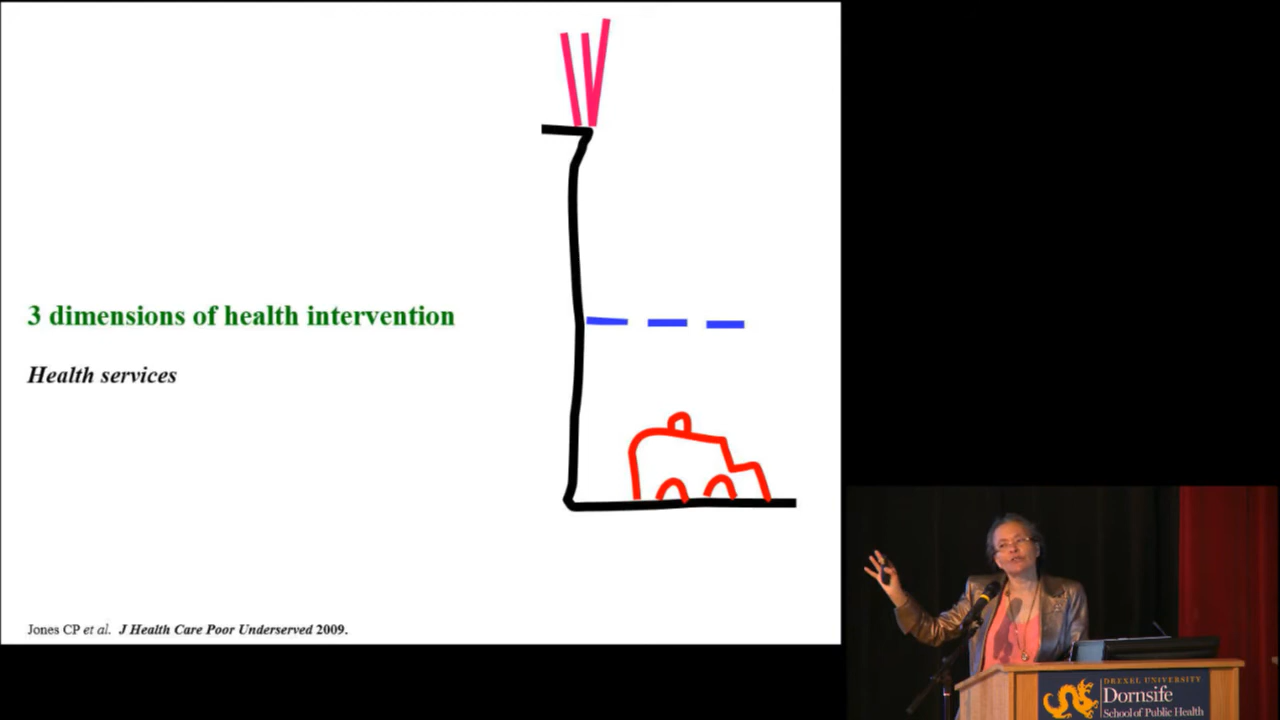 3 dimensions of health intervention
Health services
Jones CP et al. J Health Care Poor Underserved 2009.
DREXEL UNIVERSITY
Dornsife
School of Public Health